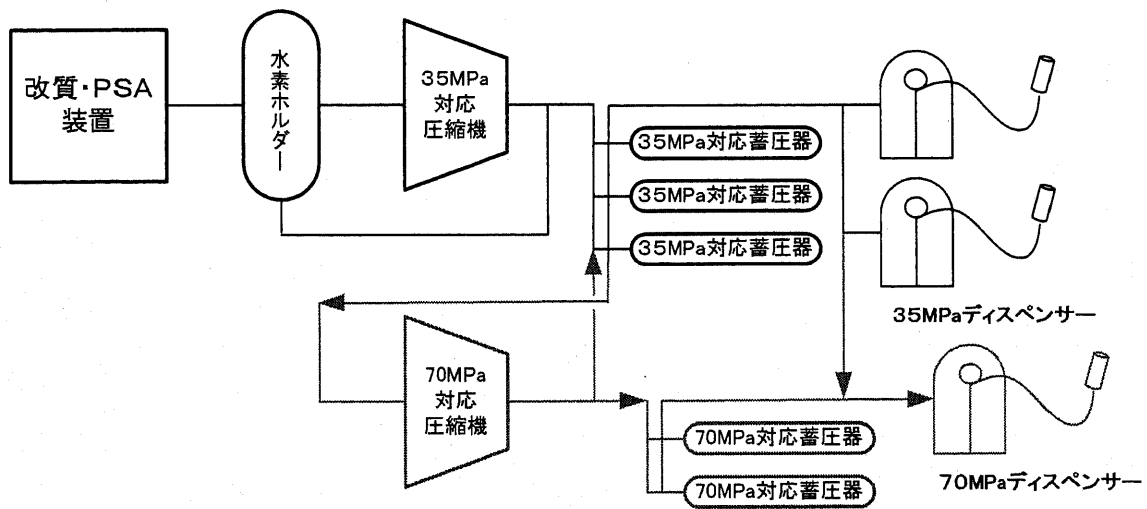 改質・PSA
装置
水素ホルダー
35MPa
対応
圧縮機
35MPa対応蓄圧器
35MPa対応蓄圧器
35MPa対応蓄圧器
35MPaディスペンサー
70MPa
対応
圧縮機
70MPa対応蓄圧器
70MPa対応蓄圧器
70MPaディスペンサー